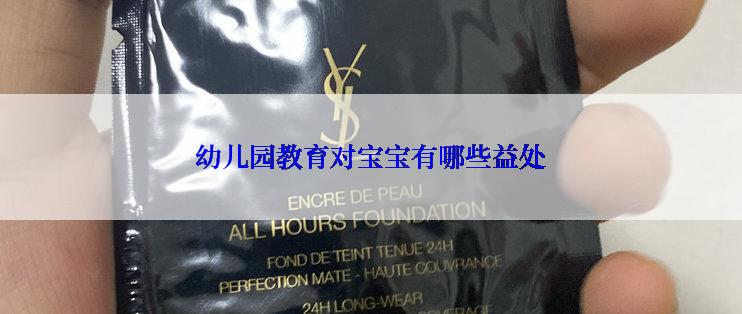 YSL
幼儿园教育对宝宝有哪些益处
ENCRE DE PEAU
ALL HOURS FOUNDATION
FOND DE TEINT TENUE 24H
PERFECTION MATE - HAUTE COUVRANCE
24H LONG-WEAR
COVERAGE